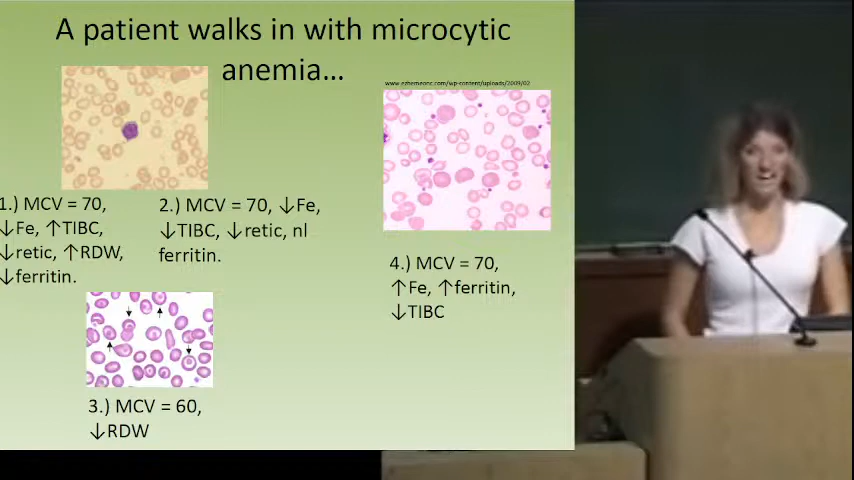 A patient walks in with microcytic
anemia...
www.ezhemeonc.com/wp-content/uploads/2009/02
1.) MCV = 70,
↓Fe, ↑TIBC,
↓retic, ↑RDW,
↓ferritin.
2.) MCV = 70, ↓Fe,
↓TIBC, ↓retic, nl
ferritin.
3.) MCV = 60,
↓RDW
4.) MCV = 70,
↑Fe, ↑ferritin,
↓TIBC